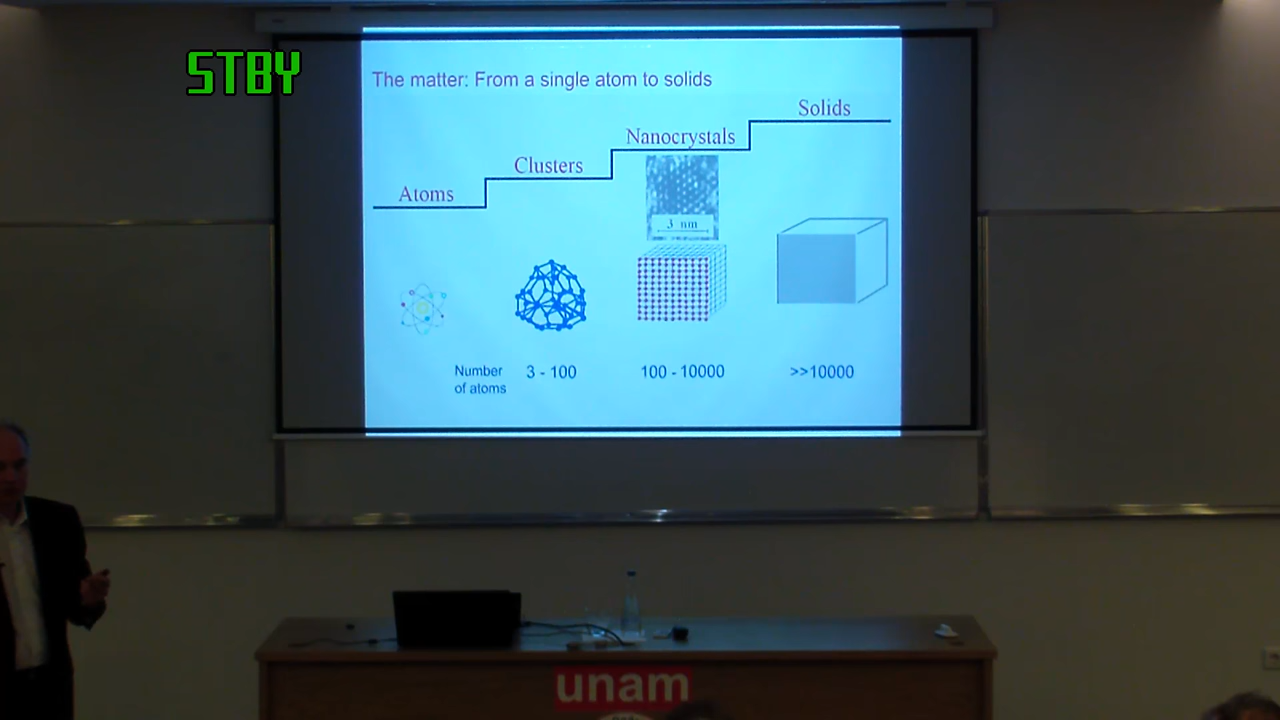 STBY
The matter: From a single atom to solids
Solids
Nanocrystals
Clusters
Atoms
3 nm
Number
of atoms
3 - 100
100 - 10000
>>10000
unam